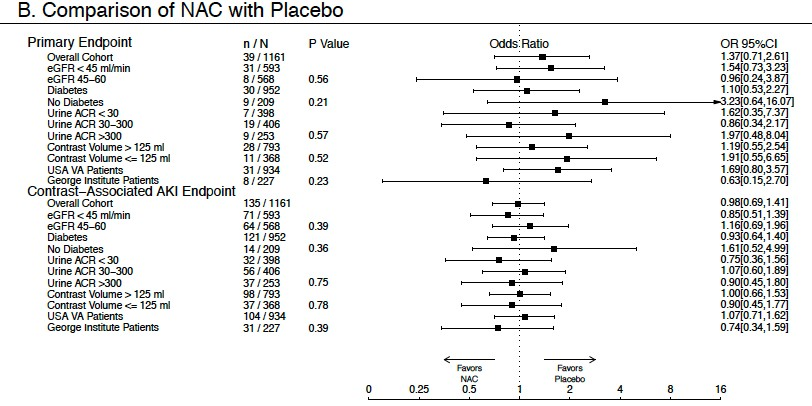 B. Comparison of NAC with Placebo
Primary Endpoint n / N P Value Odds Ratio OR 95%CI
Overall Cohort 39 / 1161 1.37[0.71,2.61]
eGFR < 45 ml/min 31 / 593 1.54[0.73,3.23]
eGFR 45–60 8 / 568 0.56 0.96[0.24,3.87]
Diabetes 30 / 952 1.10[0.53,2.27]
No Diabetes 9 / 209 0.21 3.23[0.64,16.07]
Urine ACR < 30 7 / 398 1.62[0.35,7.37]
Urine ACR 30–300 19 / 406 0.86[0.34,2.17]
Urine ACR >300 9 / 253 0.57 1.97[0.48,8.04]
Contrast Volume > 125 ml 28 / 793 1.19[0.55,2.54]
Contrast Volume <= 125 ml 11 / 368 0.52 1.91[0.55,6.65]
USA VA Patients 31 / 934 1.69[0.80,3.57]
George Institute Patients 8 / 227 0.23 0.63[0.15,2.70]
Contrast–Associated AKI Endpoint
Overall Cohort 135 / 1161 0.98[0.69,1.41]
eGFR < 45 ml/min 71 / 593 0.85[0.51,1.39]
eGFR 45–60 64 / 568 0.39 1.16[0.69,1.96]
Diabetes 121 / 952 0.93[0.64,1.40]
No Diabetes 14 / 209 0.36 1.61[0.52,4.99]
Urine ACR < 30 32 / 398 0.75[0.36,1.56]
Urine ACR 30–300 56 / 406 1.07[0.60,1.89]
Urine ACR >300 37 / 253 0.75 0.90[0.45,1.80]
Contrast Volume > 125 ml 98 / 793 1.00[0.66,1.53]
Contrast Volume <= 125 ml 37 / 368 0.78 0.90[0.45,1.77]
USA VA Patients 104 / 934 1.07[0.71,1.62]
George Institute Patients 31 / 227 0.39 0.74[0.34,1.59]
Favors NAC
Favors Placebo
0 0.25 0.5 1 2 4 8 16